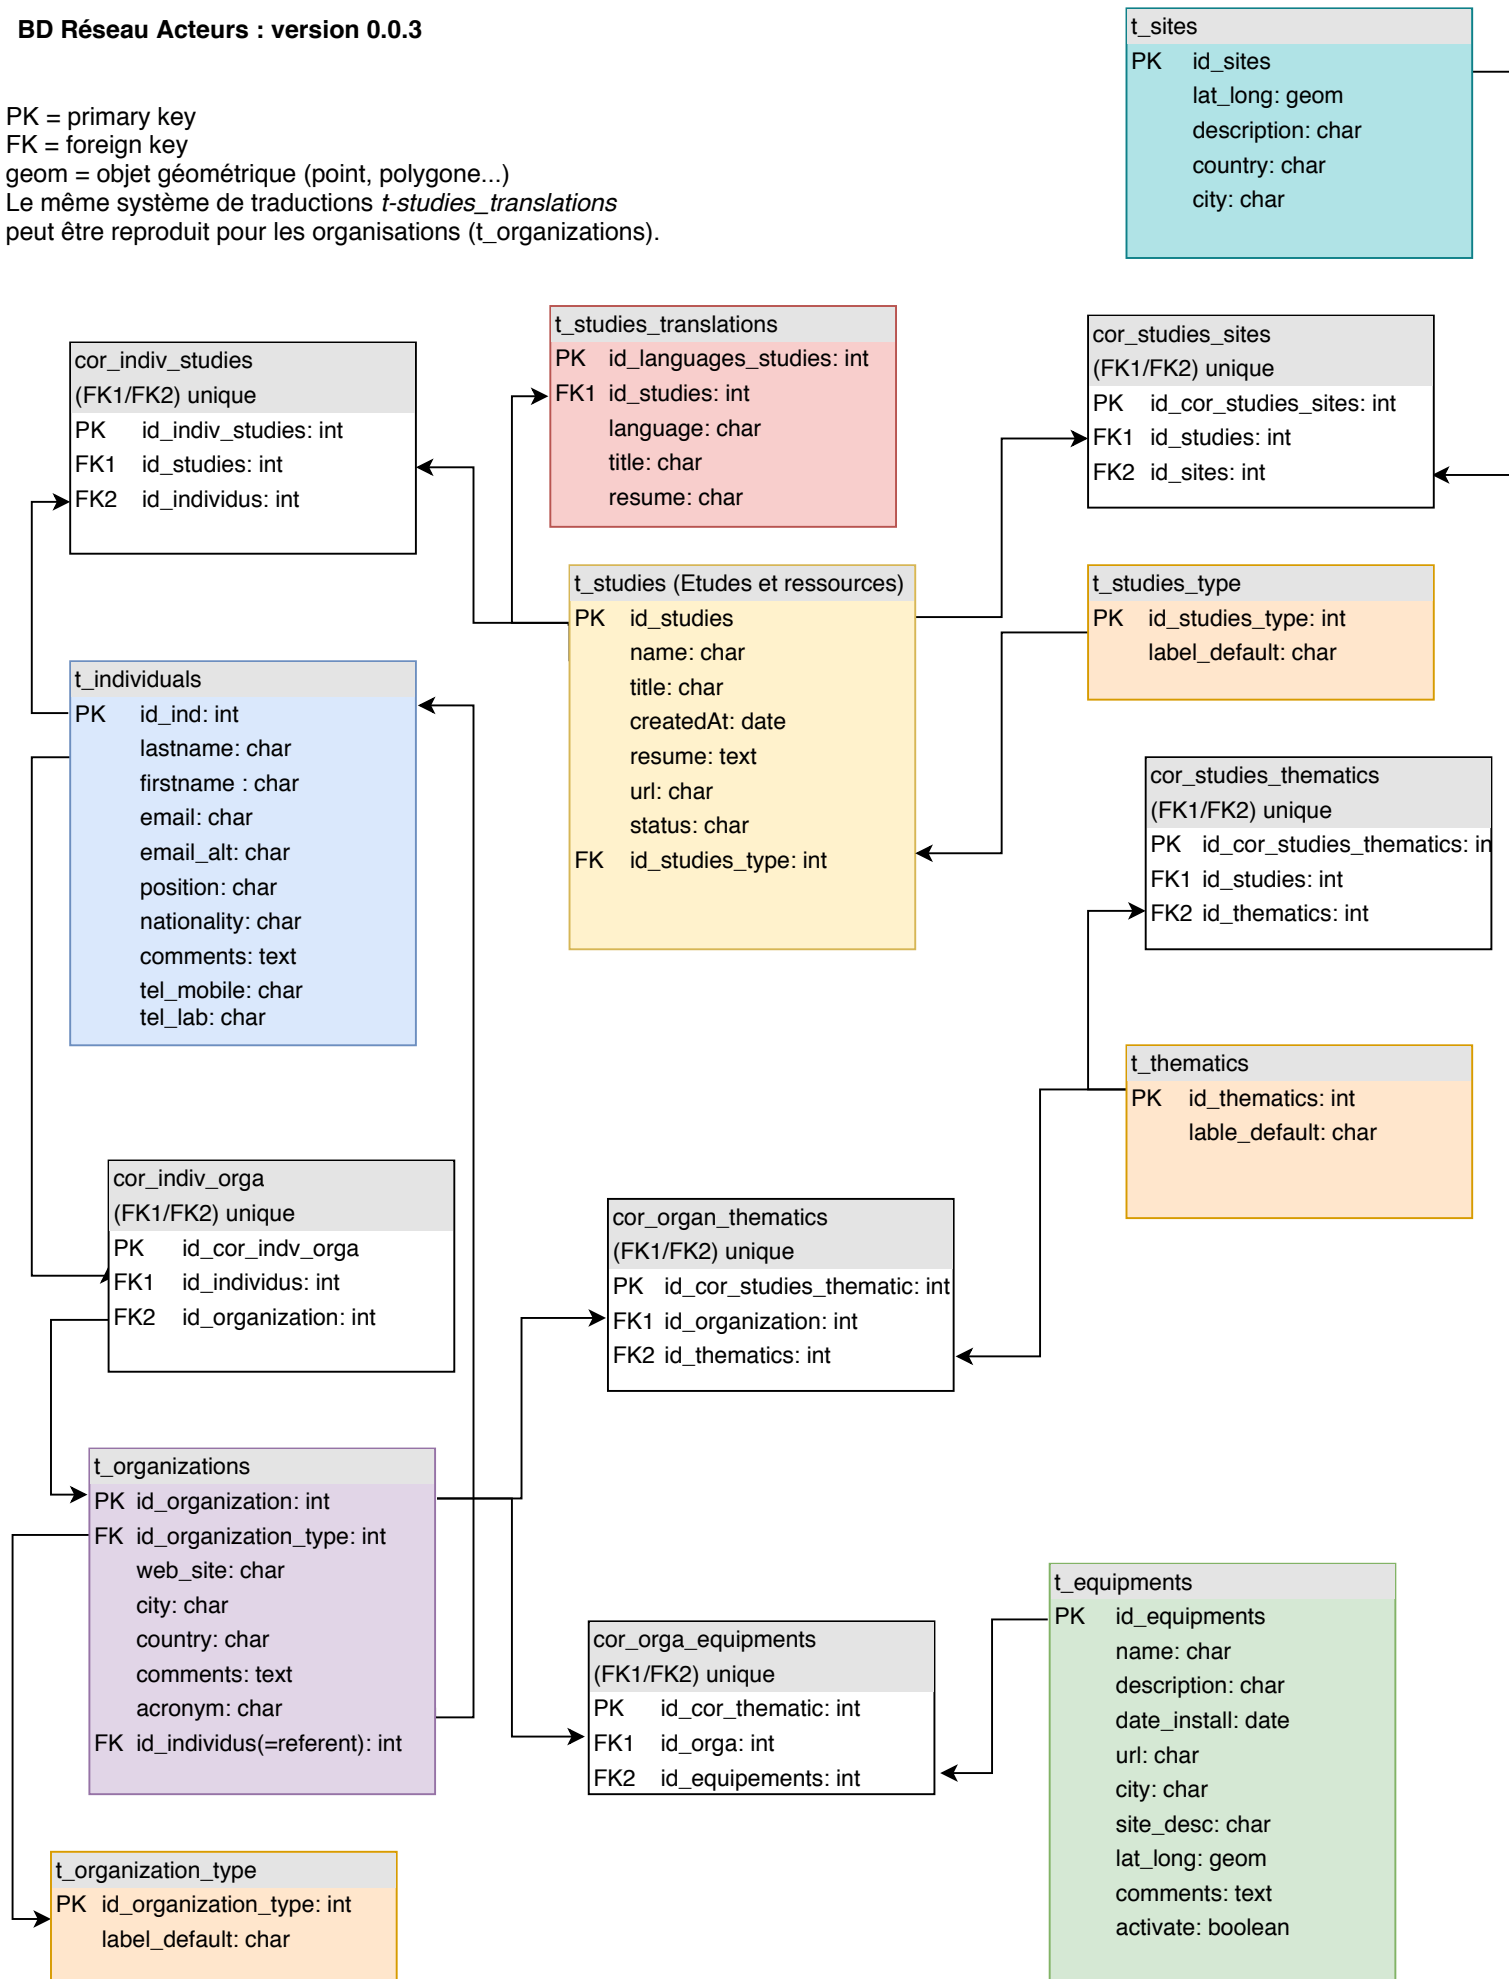 BD Réseau Acteurs : version 0.0.3
PK = primary key
FK = foreign key
geom = objet géométrique (point, polygone...)
Le même système de traductions t-studies_translations
peut être reproduit pour les organisations (t_organizations).
t_sites
PK id_sites
lat_long: geom
description: char
country: char
city: char
cor_indiv_studies
(FK1/FK2) unique
PK id_indiv_studies: int
FK1 id_studies: int
FK2 id_individus: int
t_studies_translations
PK id_languages_studies: int
FK1 id_studies: int
language: char
title: char
resume: char
cor_studies_sites
(FK1/FK2) unique
PK id_cor_studies_sites: int
FK1 id_studies: int
FK2 id_sites: int
t_studies (Etudes et ressources)
PK id_studies
name: char
title: char
createdAt: date
resume: text
url: char
status: char
FK id_studies_type: int
t_studies_type
PK id_studies_type: int
label_default: char
t_individuals
PK id_ind: int
lastname: char
firstname : char
email: char
email_alt: char
position: char
nationality: char
comments: text
tel_mobile: char
tel_lab: char
cor_studies_thematics
(FK1/FK2) unique
PK id_cor_studies_thematics: in
FK1 id_studies: int
FK2 id_thematics: int
t_thematics
PK id_thematics: int
lable_default: char
cor_indiv_orga
(FK1/FK2) unique
PK id_cor_indv_orga
FK1 id_individus: int
FK2 id_organization: int
cor_organ_thematics
(FK1/FK2) unique
PK id_cor_studies_thematic: int
FK1 id_organization: int
FK2 id_thematics: int
t_organizations
PK id_organization: int
FK id_organization_type: int
web_site: char
city: char
country: char
comments: text
acronym: char
FK id_individus(=referent): int
cor_orga_equipments
(FK1/FK2) unique
PK id_cor_thematic: int
FK1 id_orga: int
FK2 id_equipements: int
t_equipments
PK id_equipments
name: char
description: char
date_install: date
url: char
city: char
site_desc: char
lat_long: geom
comments: text
activate: boolean
t_organization_type
PK id_organization_type: int
label_default: char